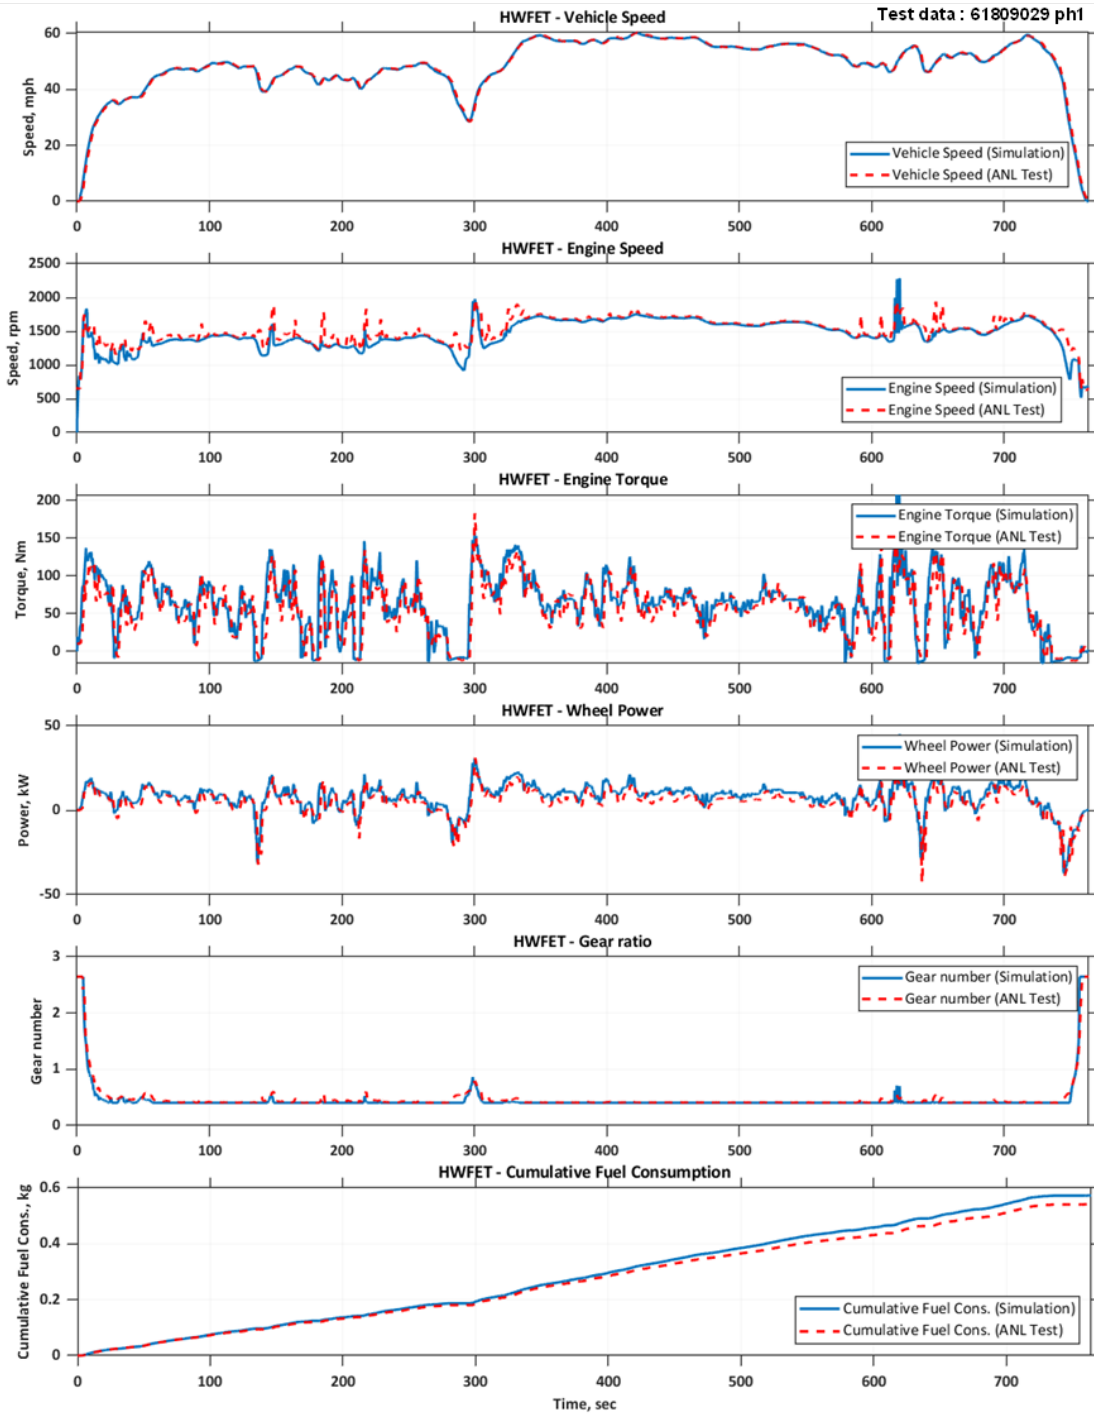 HWFET - Vehicle Speed
Test data : 61809029 ph1
Speed, mph
60
40
20
0
Vehicle Speed (Simulation)
Vehicle Speed (ANL Test)
0 100 200 300 400 500 600 700
HWFET - Engine Speed
Speed, rpm
2500
2000
1500
1000
500
0
Engine Speed (Simulation)
Engine Speed (ANL Test)
0 100 200 300 400 500 600 700
HWFET - Engine Torque
Torque, Nm
200
150
100
50
0
Engine Torque (Simulation)
Engine Torque (ANL Test)
0 100 200 300 400 500 600 700
HWFET - Wheel Power
Power, kW
50
0
-50
Wheel Power (Simulation)
Wheel Power (ANL Test)
0 100 200 300 400 500 600 700
HWFET - Gear ratio
Gear number
3
2
1
0
Gear number (Simulation)
Gear number (ANL Test)
0 100 200 300 400 500 600 700
HWFET - Cumulative Fuel Consumption
Cumulative Fuel Cons., kg
0.6
0.4
0.2
0
Cumulative Fuel Cons. (Simulation)
Cumulative Fuel Cons. (ANL Test)
0 100 200 300 400 500 600 700
Time, sec